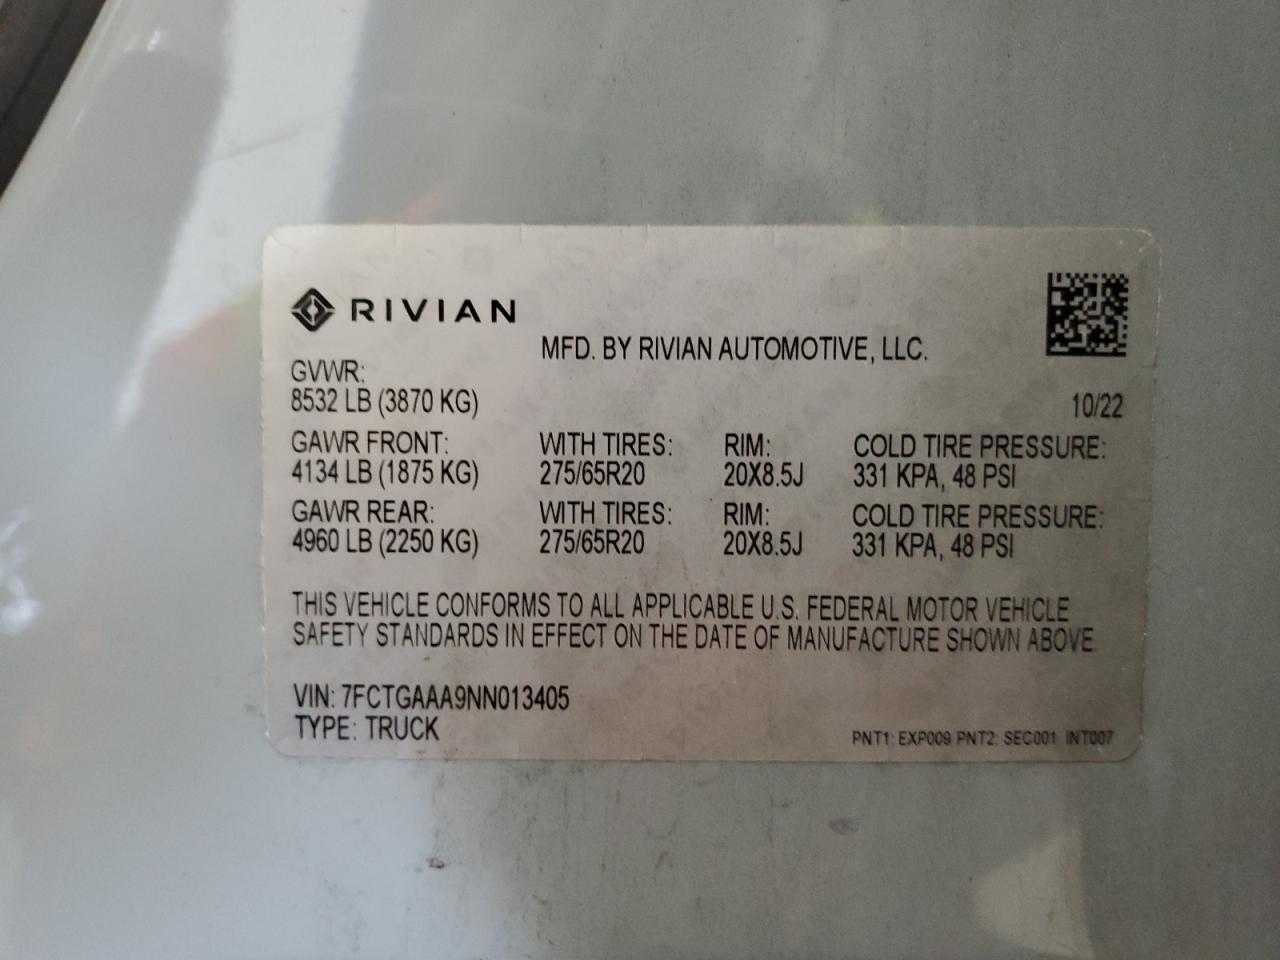 RIVIAN
MFD. BY RIVIAN AUTOMOTIVE, LLC.
GVWR:
8532 LB (3870 KG)
10/22
GAWR FRONT: WITH TIRES: RIM: COLD TIRE PRESSURE:
4134 LB (1875 KG) 275/65R20 20X8.5J 331 KPA, 48 PSI
GAWR REAR: WITH TIRES: RIM: COLD TIRE PRESSURE:
4960 LB (2250 KG) 275/65R20 20X8.5J 331 KPA, 48 PSI
THIS VEHICLE CONFORMS TO ALL APPLICABLE U.S. FEDERAL MOTOR VEHICLE
SAFETY STANDARDS IN EFFECT ON THE DATE OF MANUFACTURE SHOWN ABOVE.
VIN: 7FCTGAAA9NN013405
TYPE: TRUCK
PNT1: EXP009 PNT2: SEC001 INT007